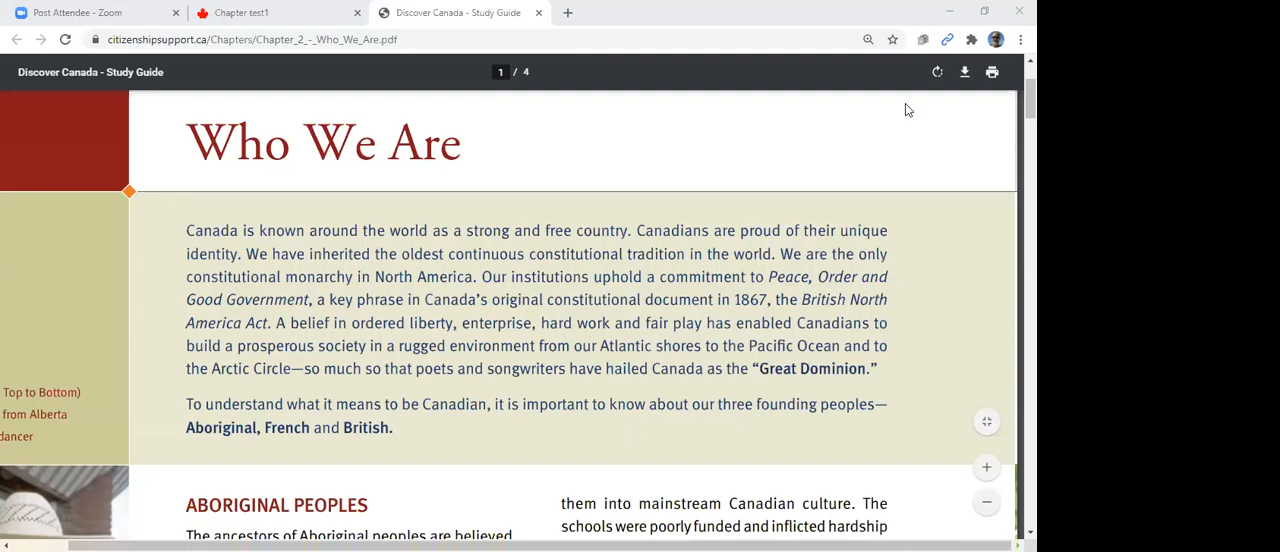 Post Attendee - Zoom
Chapter test1
Discover Canada - Study Guide
citizenshipsupport.ca/Chapters/Chapter_2_-_Who_We_Are.pdf
Discover Canada - Study Guide
1 / 4
Who We Are
Canada is known around the world as a strong and free country. Canadians are proud of their unique
identity. We have inherited the oldest continuous constitutional tradition in the world. We are the only
constitutional monarchy in North America. Our institutions uphold a commitment to Peace, Order and
Good Government, a key phrase in Canada’s original constitutional document in 1867, the British North
America Act. A belief in ordered liberty, enterprise, hard work and fair play has enabled Canadians to
build a prosperous society in a rugged environment from our Atlantic shores to the Pacific Ocean and to
the Arctic Circle—so much so that poets and songwriters have hailed Canada as the “Great Dominion.”
To understand what it means to be Canadian, it is important to know about our three founding peoples—
Aboriginal, French and British.
Top to Bottom)
from Alberta
dancer
ABORIGINAL PEOPLES
The ancestors of Aboriginal peoples are believed
them into mainstream Canadian culture. The
schools were poorly funded and inflicted hardship